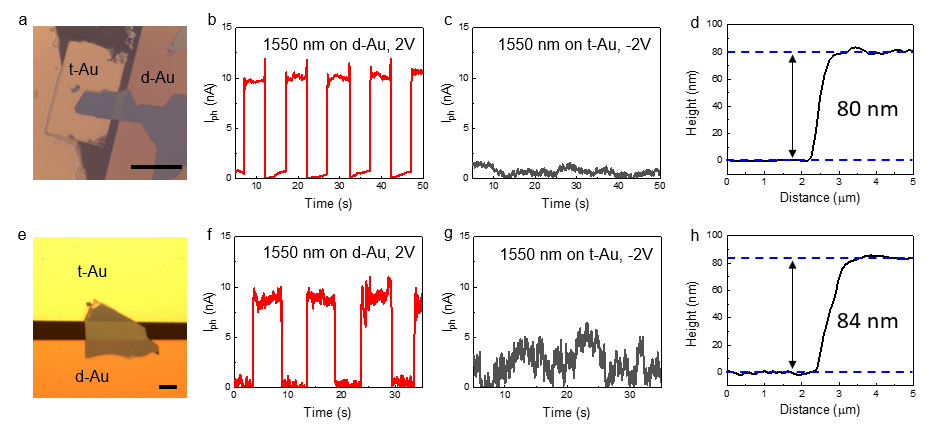 a
t-Au
d-Au
b
1550 nm on d-Au, 2V
15
10
5
0
Iph (nA)
10 20 30 40 50
Time (s)
c
1550 nm on t-Au, -2V
15
10
5
0
Iph (nA)
10 20 30 40 50
Time (s)
d
100
80
60
40
20
0
Height (nm)
80 nm
0 1 2 3 4 5
Distance (μm)
e
t-Au
d-Au
f
1550 nm on d-Au, 2V
15
10
5
0
Iph (nA)
0 10 20 30
Time (s)
g
1550 nm on t-Au, -2V
15
10
5
0
Iph (nA)
10 20 30
Time (s)
h
100
80
60
40
20
0
Height (nm)
84 nm
0 1 2 3 4 5
Distance (μm)